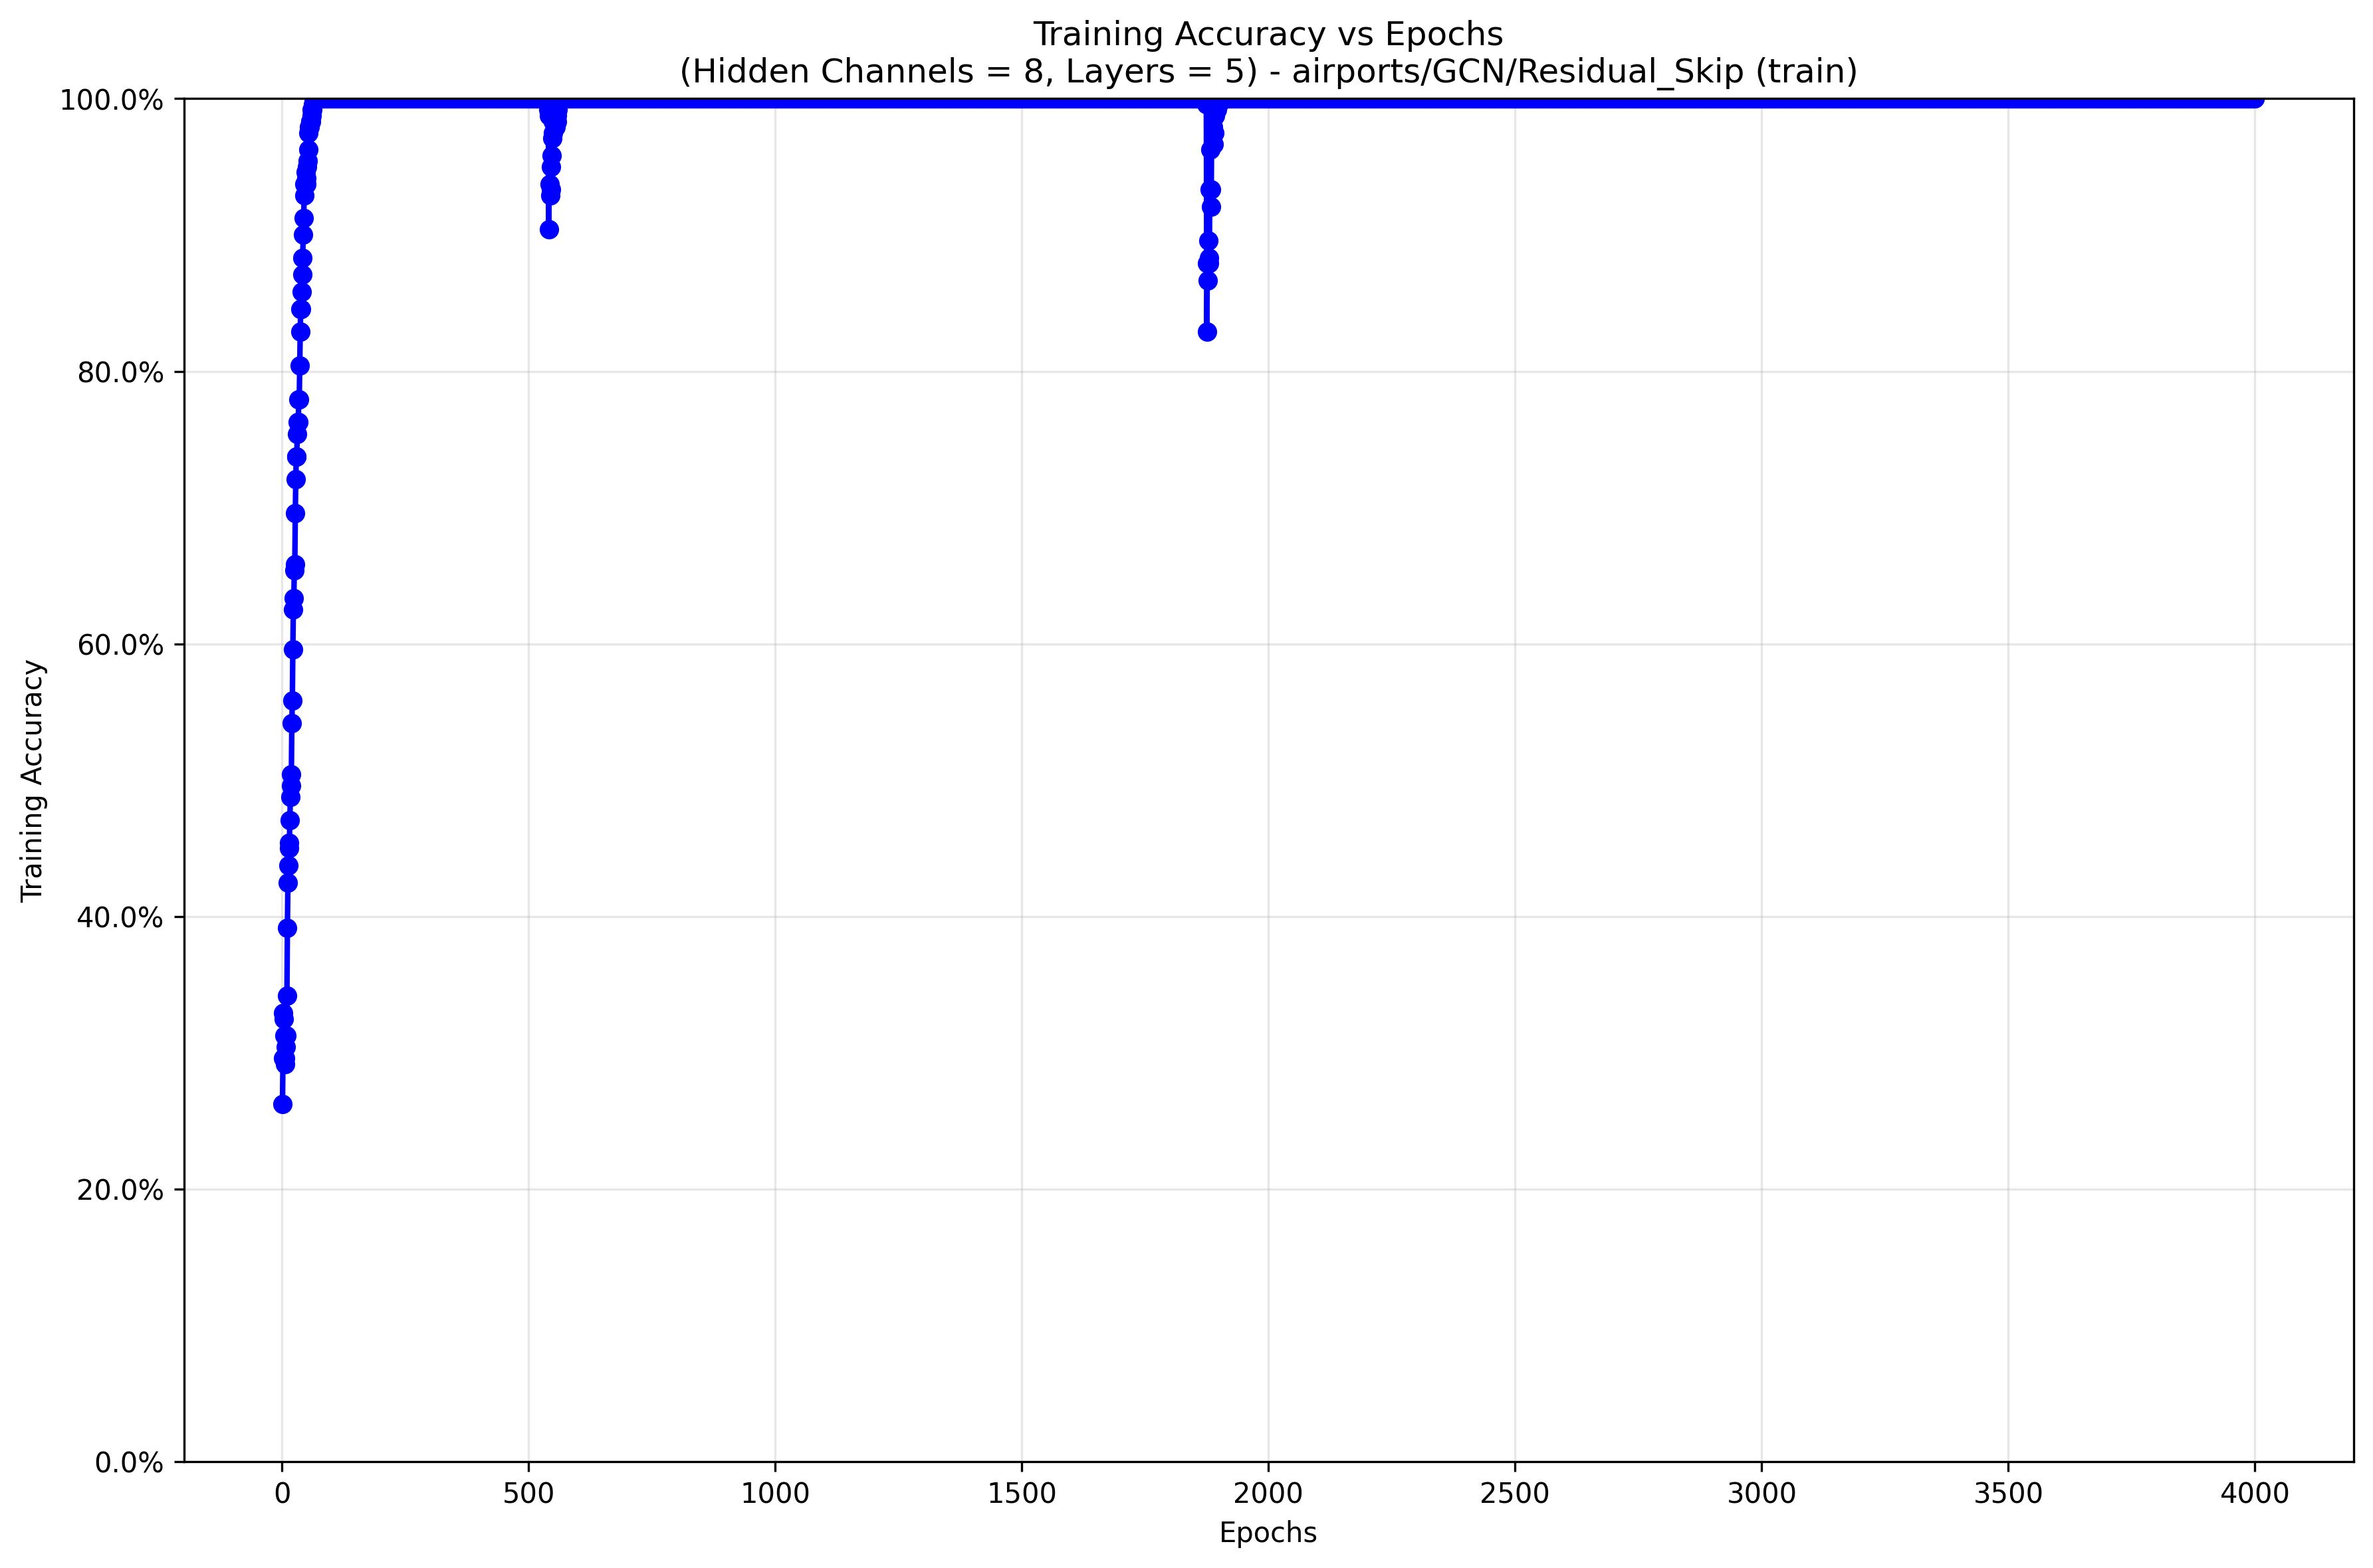 Training Accuracy vs Epochs
(Hidden Channels = 8, Layers = 5) - airports/GCN/Residual_Skip (train)
100.0%
80.0%
60.0%
40.0%
20.0%
0.0%
Training Accuracy
0 500 1000 1500 2000 2500 3000 3500 4000
Epochs